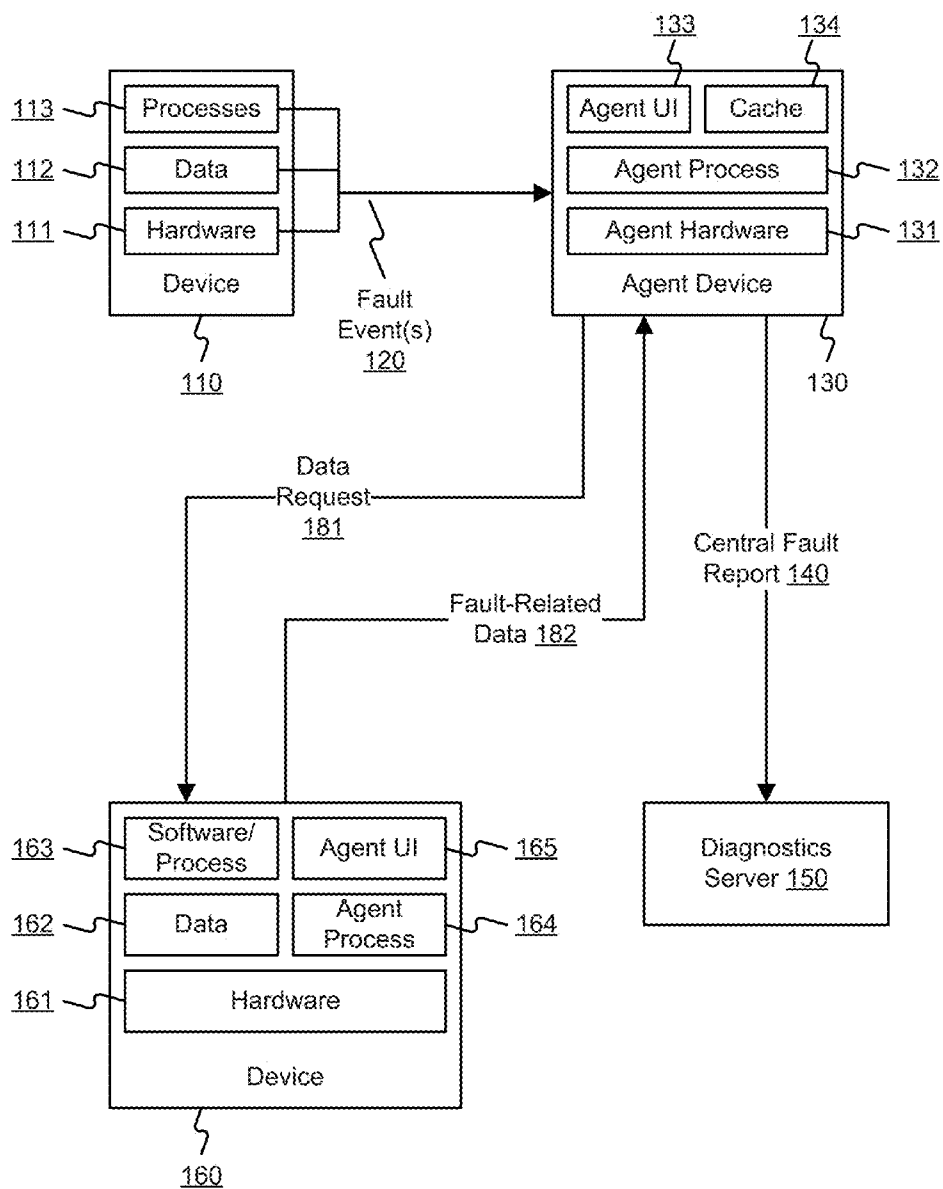 133
134
113
Processes
Agent UI
Cache
112
Data
Agent Process
132
111
Hardware
Agent Hardware
131
Device
Agent Device
Fault
Event(s)
120
110
130
Data
Request
181
Central Fault
Report 140
Fault-Related
Data 182
163
Software/
Process
Agent UI
165
Diagnostics
Server 150
162
Data
Agent
Process
164
161
Hardware
Device
160